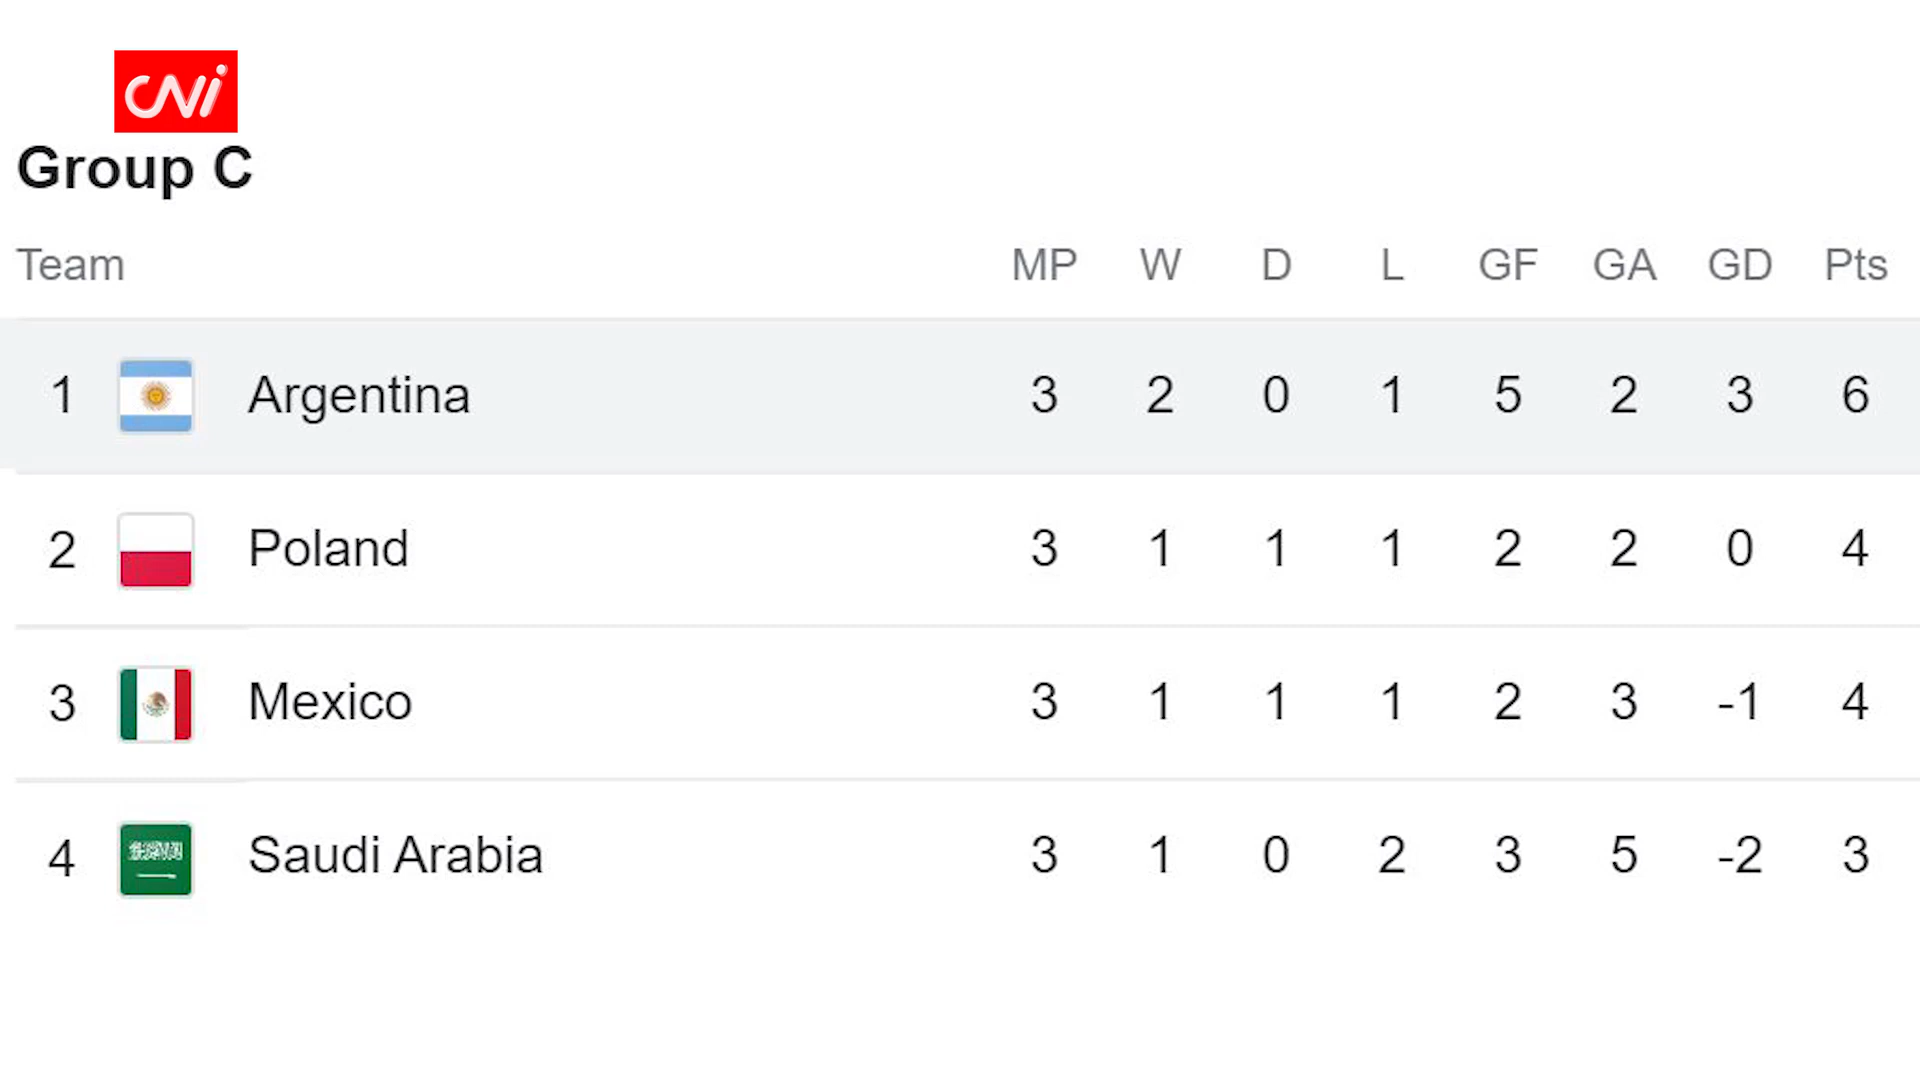 CNi
Group C
Team MP W D L GF GA GD Pts
1 Argentina 3 2 0 1 5 2 3 6
2 Poland 3 1 1 1 2 2 0 4
3 Mexico 3 1 1 1 2 3 -1 4
4 Saudi Arabia 3 1 0 2 3 5 -2 3